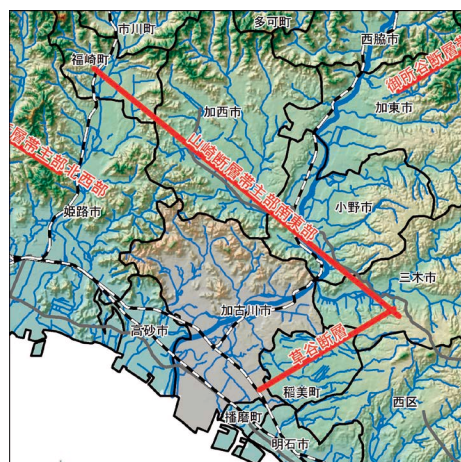 市川町
多可町
西脇市
福崎町
御所谷断層帯
加西市
加東市
山崎断層帯主部南東部
層帯主部北西部
姫路市
小野市
三木市
加古川市
高砂市
草谷断層
稲美町
西区
播磨町
明石市